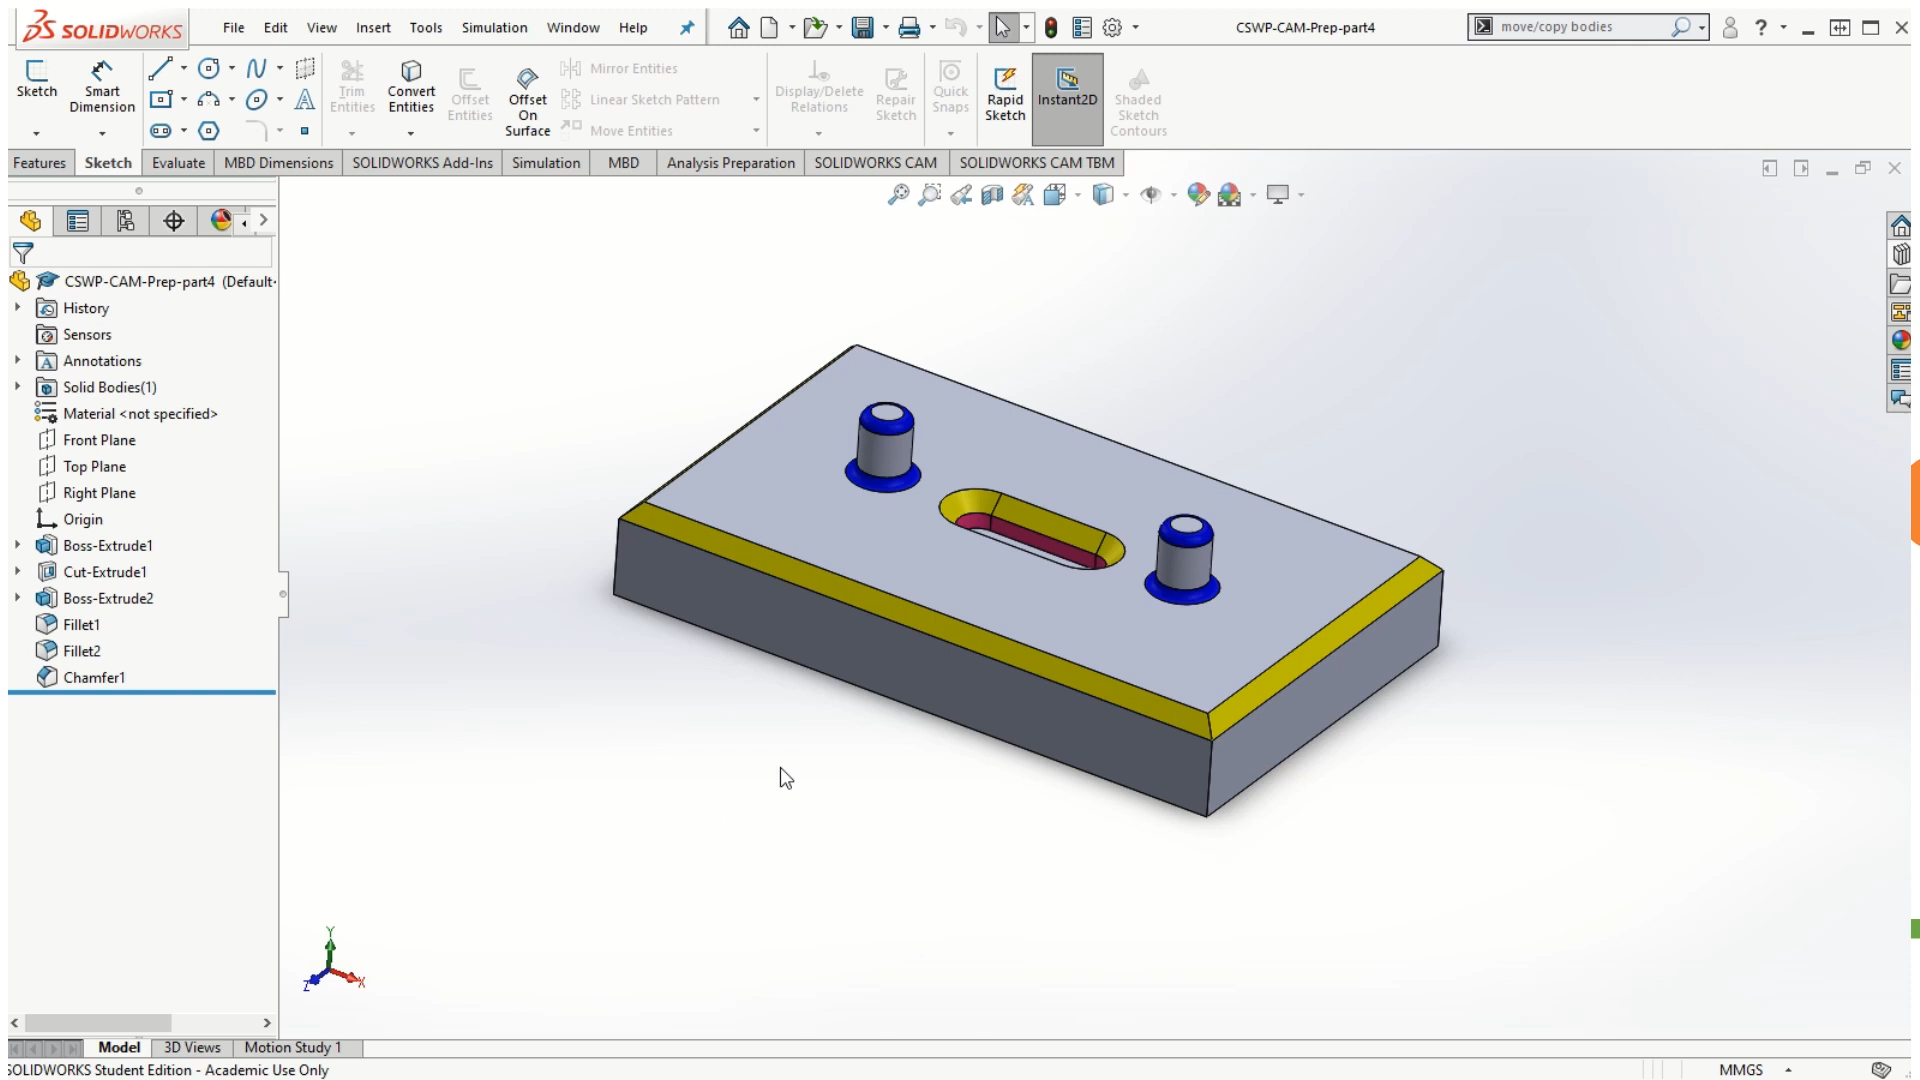 SOLIDWORKS File Edit View Insert Tools Simulation Window Help CSWP-CAM-Prep-part4 move/copy bodies ?
Sketch
Smart Dimension
Trim Entities
Convert Entities
Offset Entities
Offset On Surface
Mirror Entities
Linear Sketch Pattern
Move Entities
Display/Delete Relations
Repair Sketch
Quick Snaps
Rapid Sketch
Instant2D
Shaded Sketch Contours
Features Sketch Evaluate MBD Dimensions SOLIDWORKS Add-Ins Simulation MBD Analysis Preparation SOLIDWORKS CAM SOLIDWORKS CAM TBM
CSWP-CAM-Prep-part4 (Default
History
Sensors
Annotations
Solid Bodies(1)
Material <not specified>
Front Plane
Top Plane
Right Plane
Origin
Boss-Extrude1
Cut-Extrude1
Boss-Extrude2
Fillet1
Fillet2
Chamfer1
Y
Z X
Model 3D Views Motion Study 1
SOLIDWORKS Student Edition - Academic Use Only MMGS